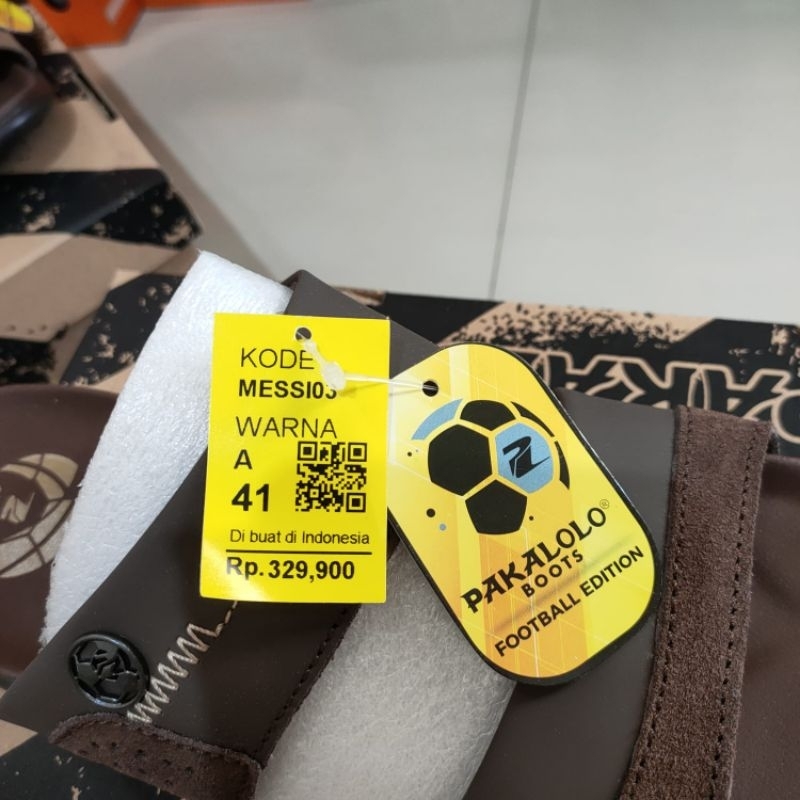 KODE
MESSI03
WARNA
A
41
Di buat di Indonesia
Rp. 329,900
PAKALOLO®
BOOTS
FOOTBALL EDITION